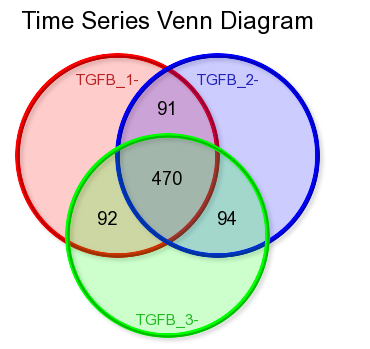 Time Series Venn Diagram
TGFB_1-
TGFB_2-
91
470
92
94
TGFB_3-